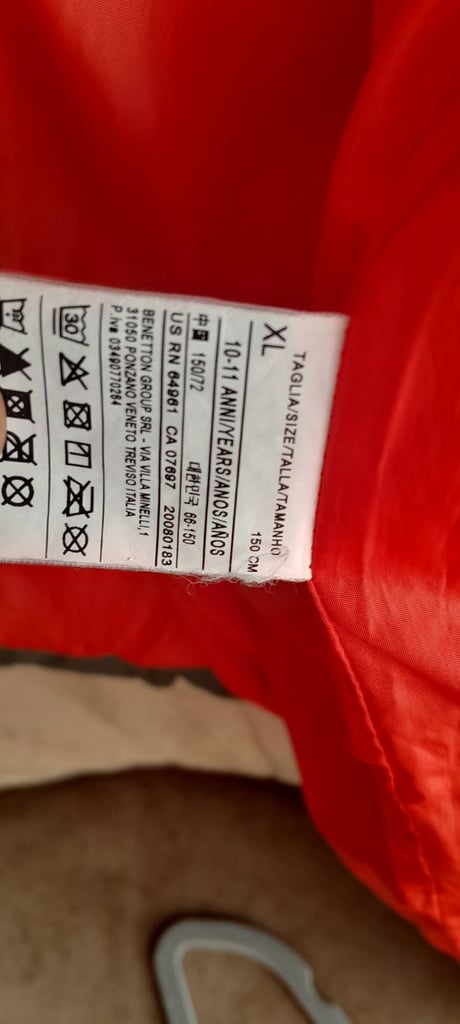 TAGLIA/SIZE/TALLA/TAMANHO
XL 150 CM
10-11 ANNI/YEARS/ANOS/AÑOS
中国 150/72 대한민국 66-150
US RN 64961 CA 07697 20080183
BENETTON GROUP SRL - VIA VILLA MINELLI,1
31050 PONZANO VENETO TREVISO ITALIA
P.Iva 03490770264
30